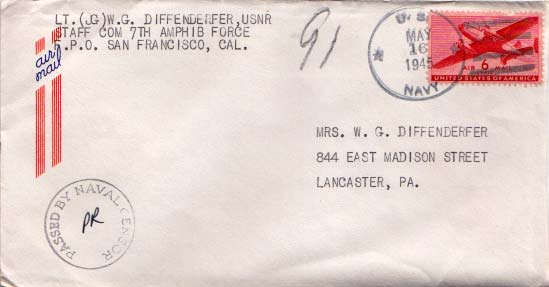 LT.(JG)W.G. DIFFENDERFER,USNR
STAFF COM 7TH AMPHIB FORCE
F.P.O. SAN FRANCISCO, CAL.
air
mail
91
U. S.
MAY
16
1945
NAVY
AIR 6¢ MAIL
UNITED STATES OF AMERICA
MRS. W. G. DIFFENDERFER
844 EAST MADISON STREET
LANCASTER, PA.
PASSED BY NAVAL CENSOR
PR